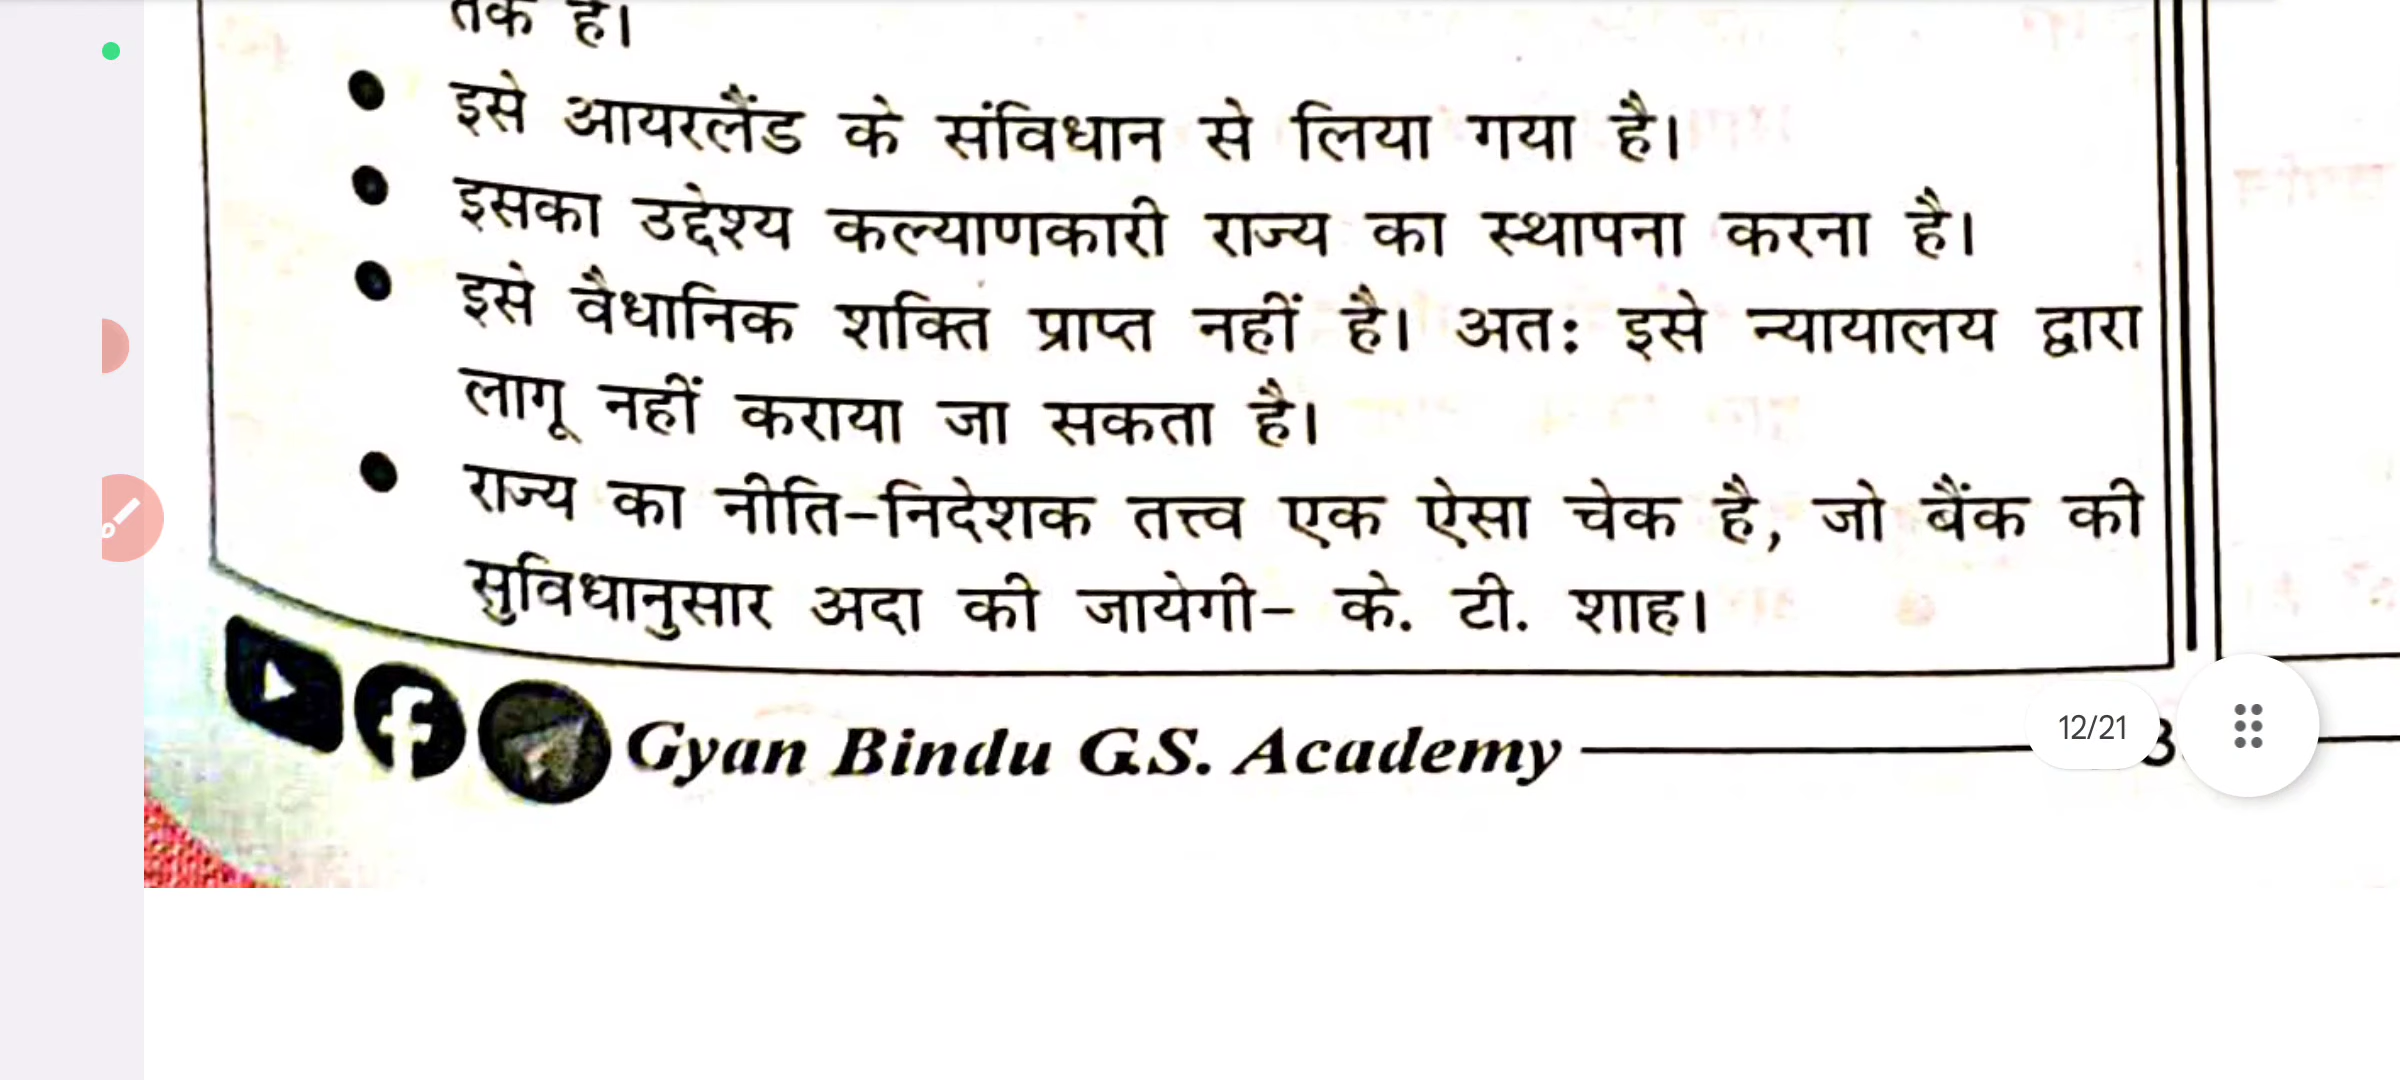 तक है।
● इसे आयरलैंड के संविधान से लिया गया है।
● इसका उद्देश्य कल्याणकारी राज्य का स्थापना करना है।
● इसे वैधानिक शक्ति प्राप्त नहीं है। अतः इसे न्यायालय द्वारा
लागू नहीं कराया जा सकता है।
● राज्य का नीति-निदेशक तत्त्व एक ऐसा चेक है, जो बैंक की
सुविधानुसार अदा की जायेगी- के. टी. शाह।
Gyan Bindu G.S. Academy
12/21
3